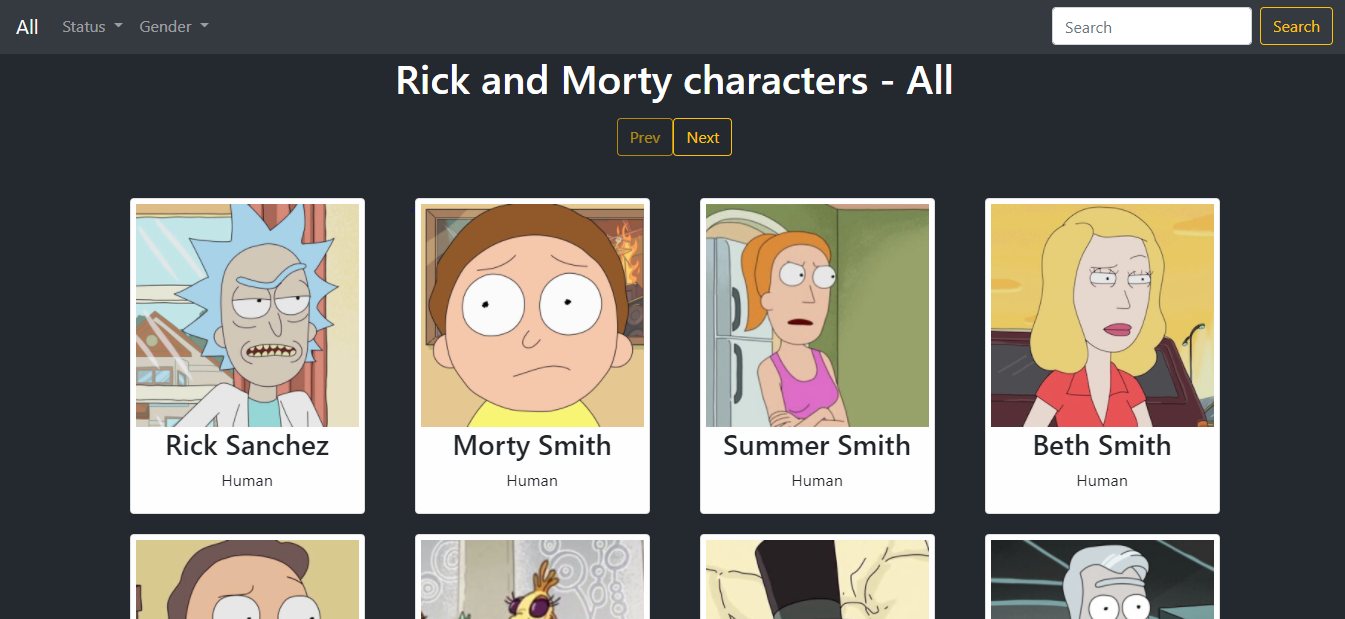 All Status Gender Search Search
Rick and Morty characters - All
Prev Next
Rick Sanchez Morty Smith Summer Smith Beth Smith
Human Human Human Human